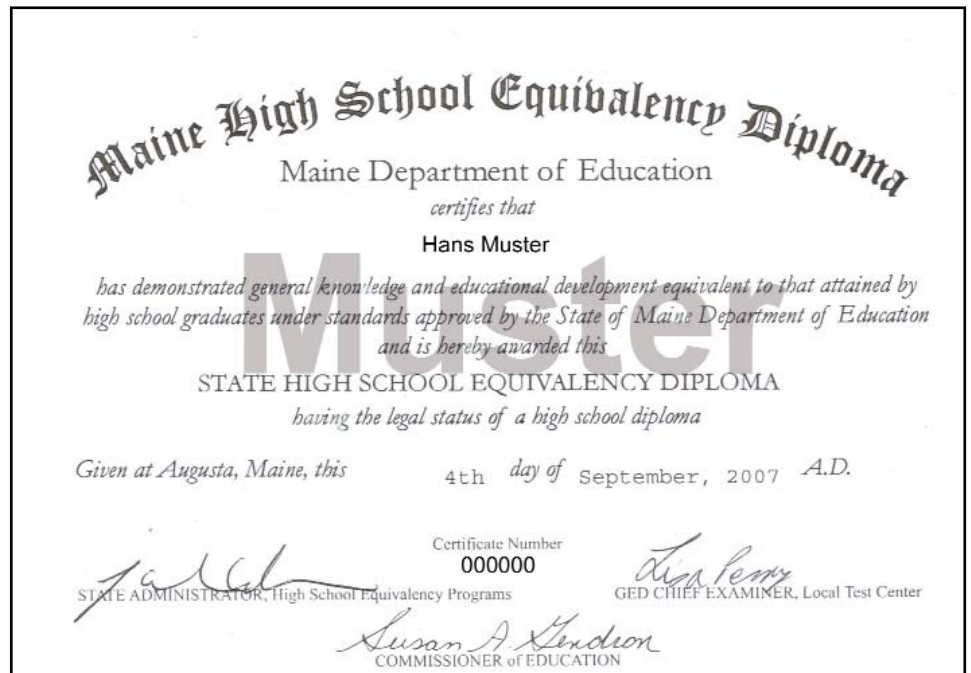 Maine High School Equivalency Diploma
Maine Department of Education
certifies that
Hans Muster
Muster
has demonstrated general knowledge and educational development equivalent to that attained by
high school graduates under standards approved by the State of Maine Department of Education
and is hereby awarded this
STATE HIGH SCHOOL EQUIVALENCY DIPLOMA
having the legal status of a high school diploma
Given at Augusta, Maine, this 4th day of September, 2007 A.D.
Certificate Number
000000
STATE ADMINISTRATOR, High School Equivalency Programs
Lisa Perry
GED CHIEF EXAMINER, Local Test Center
Susan A. Gendron
COMMISSIONER of EDUCATION